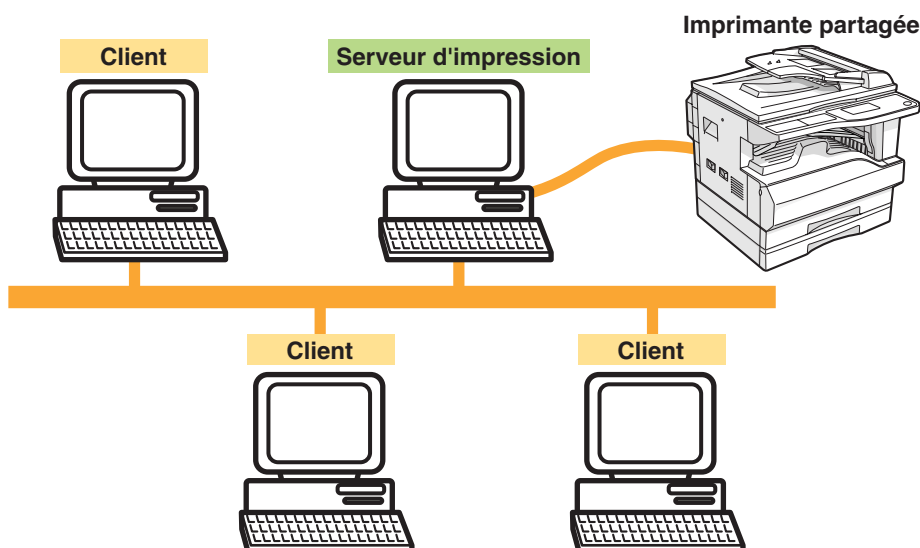 Imprimante partagée
Client
Serveur d'impression
Client
Client